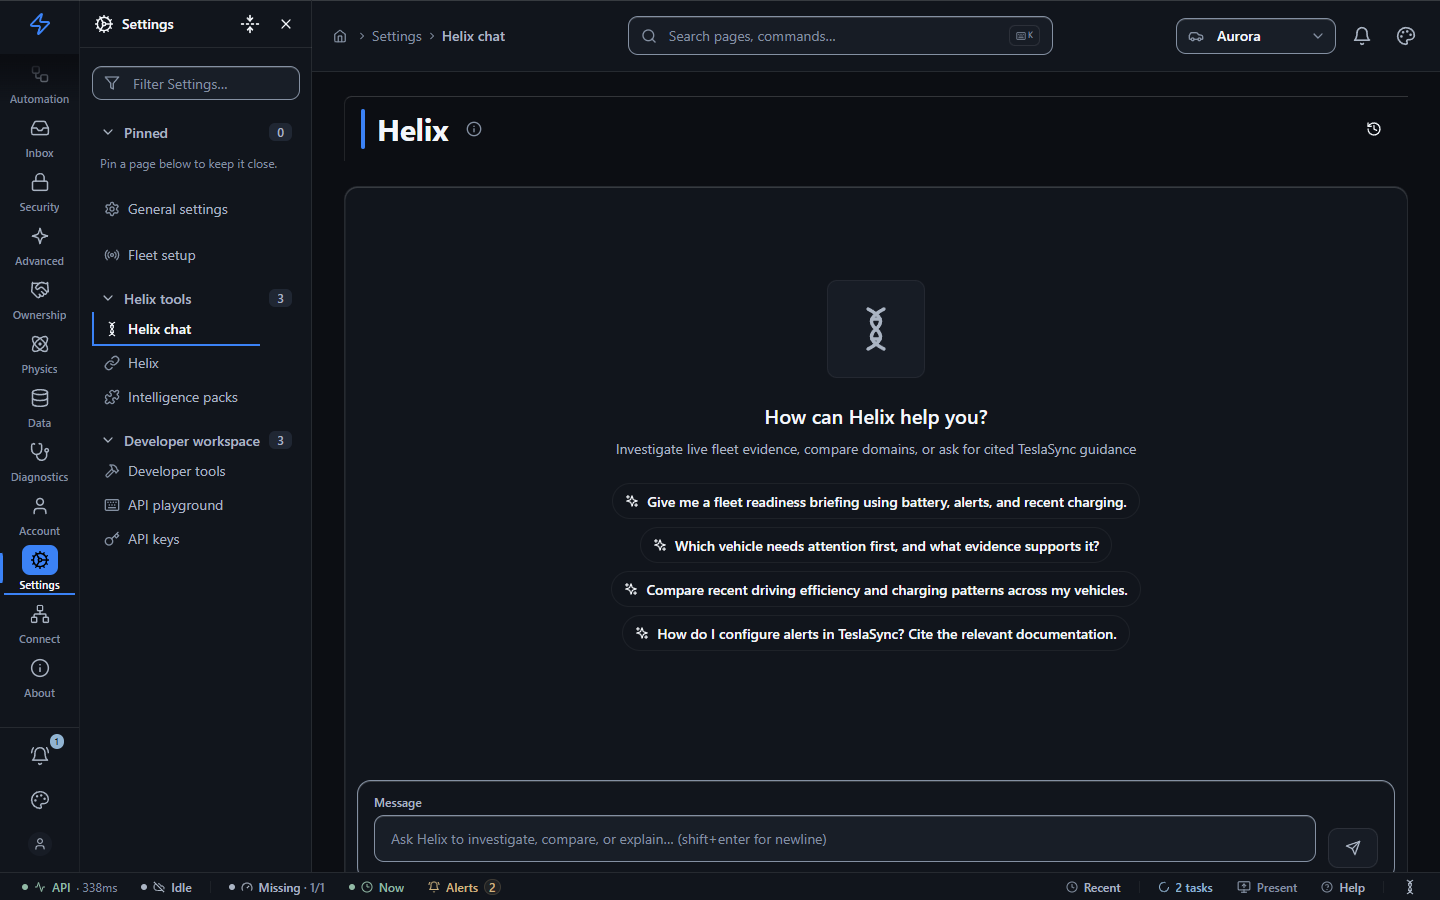 Settings
Settings
Helix chat
Search pages, commands...
K
Aurora
Automation
Inbox
Security
Advanced
Ownership
Physics
Data
Diagnostics
Account
Settings
Connect
About
1
Filter Settings...
Pinned
0
Pin a page below to keep it close.
General settings
Fleet setup
Helix tools
3
Helix chat
Helix
Intelligence packs
Developer workspace
3
Developer tools
API playground
API keys
Helix
How can Helix help you?
Investigate live fleet evidence, compare domains, or ask for cited TeslaSync guidance
Give me a fleet readiness briefing using battery, alerts, and recent charging.
Which vehicle needs attention first, and what evidence supports it?
Compare recent driving efficiency and charging patterns across my vehicles.
How do I configure alerts in TeslaSync? Cite the relevant documentation.
Message
Ask Helix to investigate, compare, or explain... (shift+enter for newline)
API · 338ms
Idle
Missing · 1/1
Now
Alerts 2
Recent
2 tasks
Present
Help